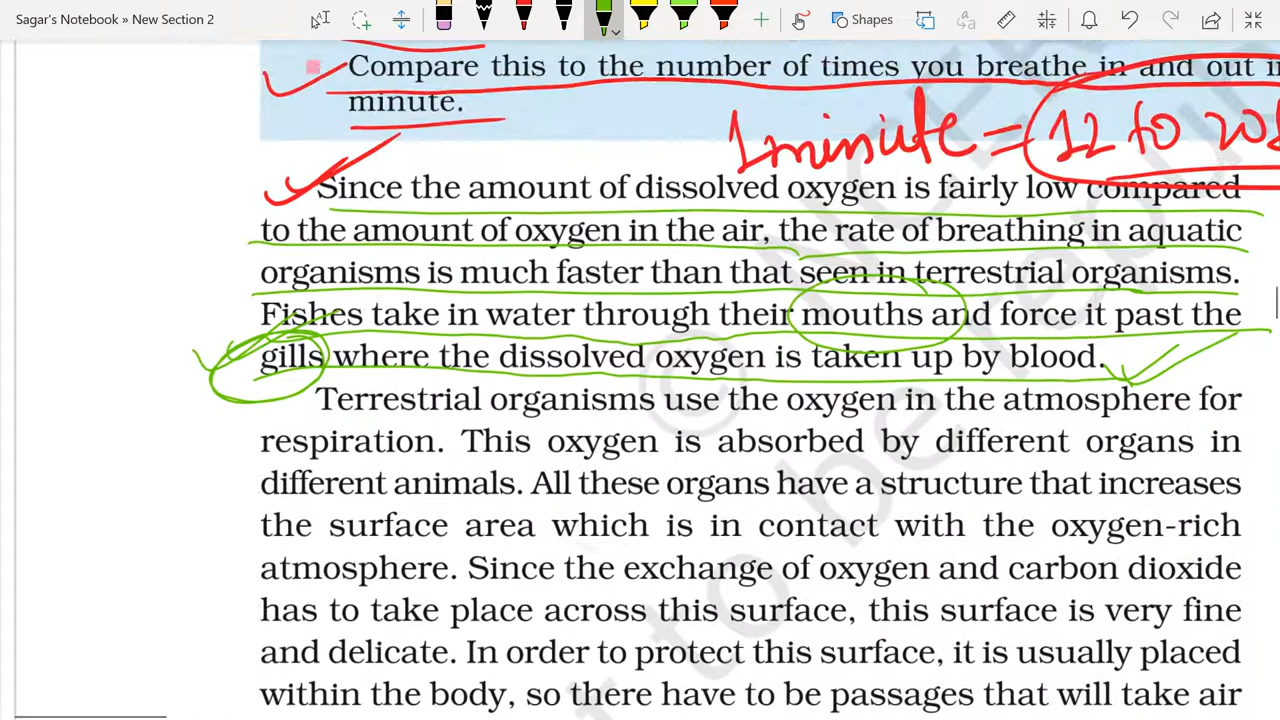 Sagar's Notebook » New Section 2
Shapes
Compare this to the number of times you breathe in and out in
minute.
1 minute = 12 to 20
Since the amount of dissolved oxygen is fairly low compared
to the amount of oxygen in the air, the rate of breathing in aquatic
organisms is much faster than that seen in terrestrial organisms.
Fishes take in water through their mouths and force it past the
gills where the dissolved oxygen is taken up by blood.
Terrestrial organisms use the oxygen in the atmosphere for
respiration. This oxygen is absorbed by different organs in
different animals. All these organs have a structure that increases
the surface area which is in contact with the oxygen-rich
atmosphere. Since the exchange of oxygen and carbon dioxide
has to take place across this surface, this surface is very fine
and delicate. In order to protect this surface, it is usually placed
within the body, so there have to be passages that will take air